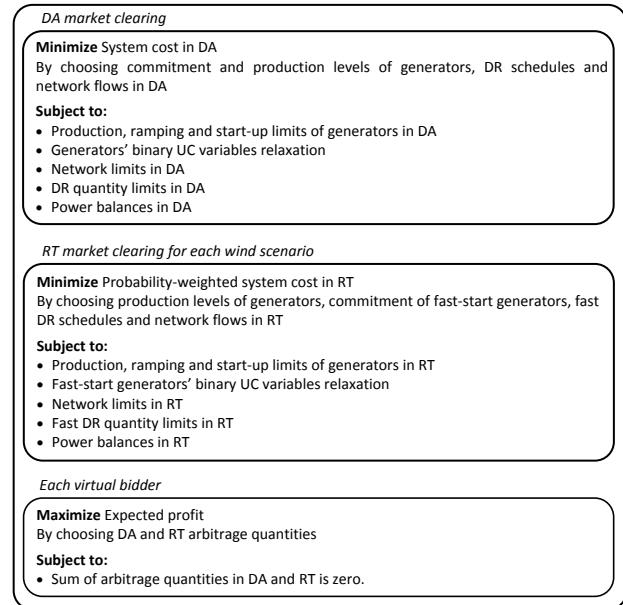 DA market clearing
Minimize System cost in DA
By choosing commitment and production levels of generators, DR schedules and
network flows in DA
Subject to:
• Production, ramping and start-up limits of generators in DA
• Generators’ binary UC variables relaxation
• Network limits in DA
• DR quantity limits in DA
• Power balances in DA
RT market clearing for each wind scenario
Minimize Probability-weighted system cost in RT
By choosing production levels of generators, commitment of fast-start generators, fast
DR schedules and network flows in RT
Subject to:
• Production, ramping and start-up limits of generators in RT
• Fast-start generators’ binary UC variables relaxation
• Network limits in RT
• Fast DR quantity limits in RT
• Power balances in RT
Each virtual bidder
Maximize Expected profit
By choosing DA and RT arbitrage quantities
Subject to:
• Sum of arbitrage quantities in DA and RT is zero.